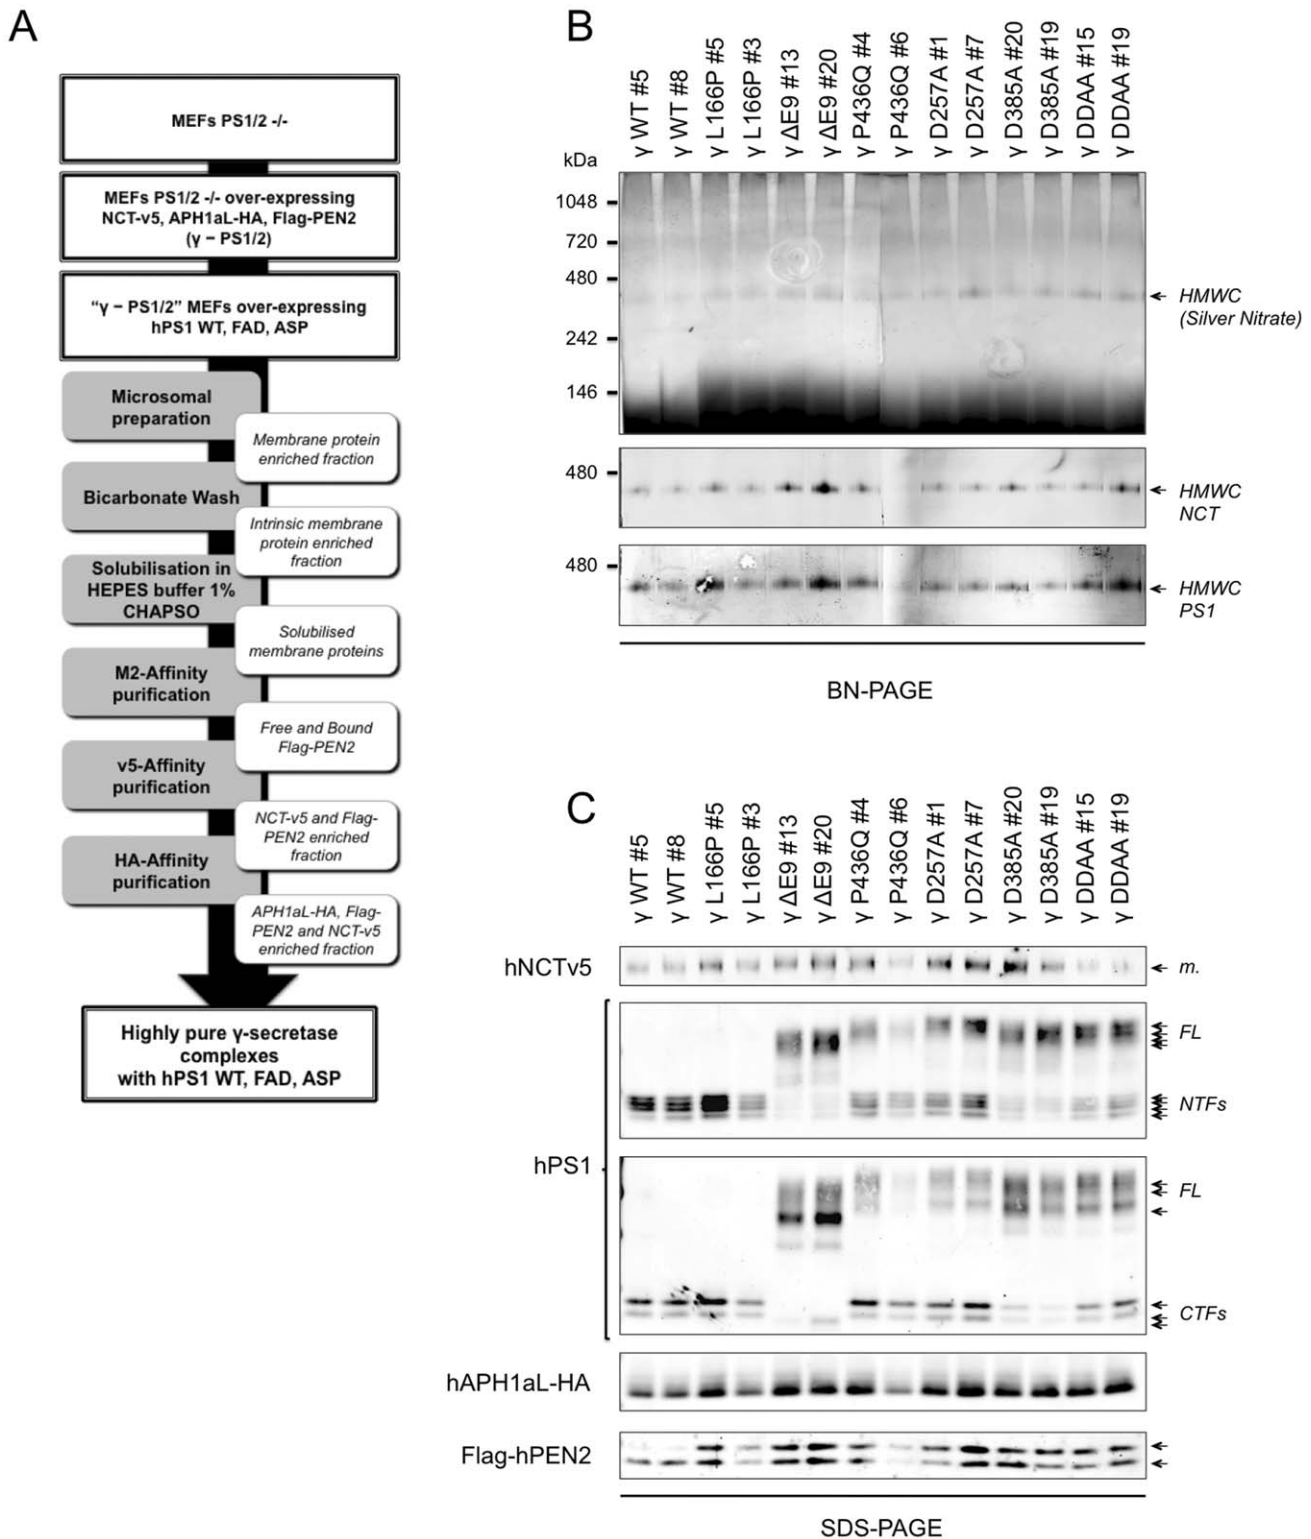 A
MEFs PS1/2 -/-
MEFs PS1/2 -/- over-expressing
NCT-v5, APH1aL-HA, Flag-PEN2
(γ – PS1/2)
“γ – PS1/2” MEFs over-expressing
hPS1 WT, FAD, ASP
Microsomal
preparation
Membrane protein
enriched fraction
Bicarbonate Wash
Intrinsic membrane
protein enriched
fraction
Solubilisation in
HEPES buffer 1%
CHAPSO
Solubilised
membrane proteins
M2-Affinity
purification
Free and Bound
Flag-PEN2
v5-Affinity
purification
NCT-v5 and Flag-
PEN2 enriched
fraction
HA-Affinity
purification
APH1aL-HA, Flag-
PEN2 and NCT-v5
enriched fraction
Highly pure γ-secretase
complexes
with hPS1 WT, FAD, ASP
B
γ WT #5
γ WT #8
γ L166P #5
γ L166P #3
γ ΔE9 #13
γ ΔE9 #20
γ P436Q #4
γ P436Q #6
γ D257A #1
γ D257A #7
γ D385A #20
γ D385A #19
γ DDAA #15
γ DDAA #19
kDa
1048
720
480
242
146
HMWC
(Silver Nitrate)
480
HMWC
NCT
480
HMWC
PS1
BN-PAGE
C
γ WT #5
γ WT #8
γ L166P #5
γ L166P #3
γ ΔE9 #13
γ ΔE9 #20
γ P436Q #4
γ P436Q #6
γ D257A #1
γ D257A #7
γ D385A #20
γ D385A #19
γ DDAA #15
γ DDAA #19
hNCTv5
m.
FL
NTFs
hPS1
FL
CTFs
hAPH1aL-HA
Flag-hPEN2
SDS-PAGE